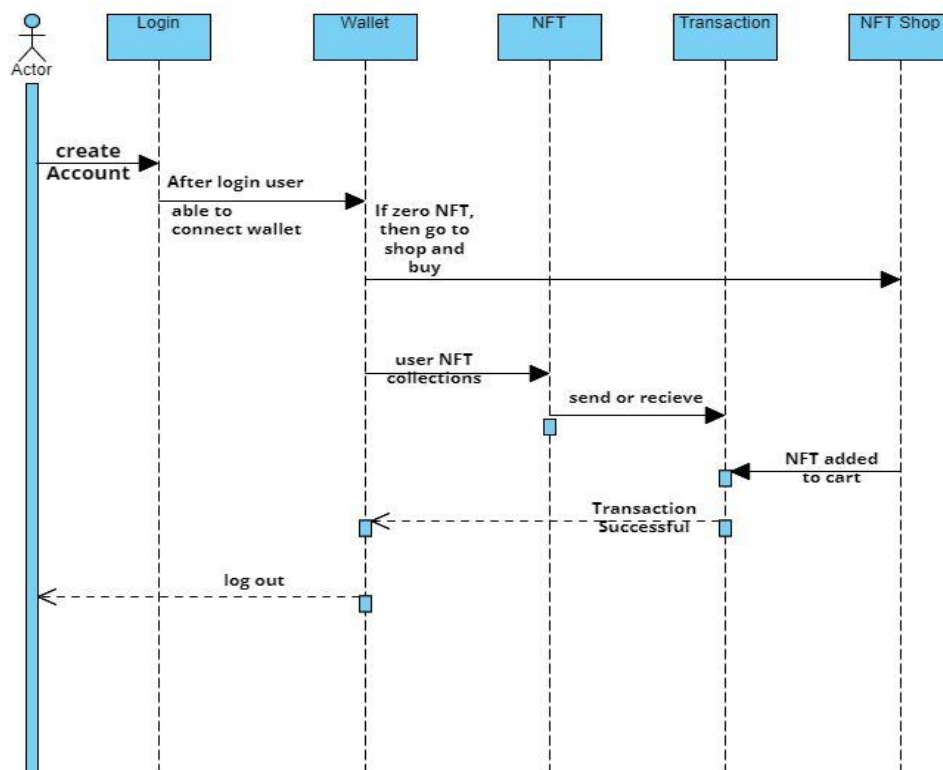 Login
Wallet
NFT
Transaction
NFT Shop
Actor
create
Account
After login user
able to
connect wallet
If zero NFT,
then go to
shop and
buy
user NFT
collections
send or recieve
NFT added
to cart
Transaction
Successful
log out